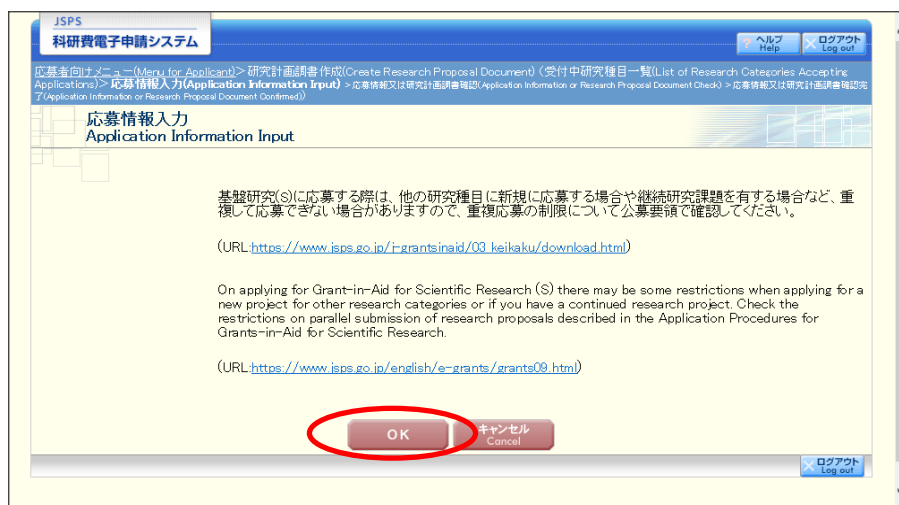 JSPS
科研費電子申請システム
? ヘルプ
Help
× ログアウト
Log out
応募者向けメニュー(Menu for Applicant)> 研究計画調書作成(Create Research Proposal Document) (受付中研究種目一覧(List of Research Categories Accepting
Applications)> 応募情報入力(Application Information Input) > 応募情報又は研究計画調書確認(Application Information or Research Proposal Document Check) > 応募情報又は研究計画調書確認完
了(Application Information or Research Proposal Document Confirmed))
応募情報入力
Application Information Input
基盤研究(S)に応募する際は、他の研究種目に新規に応募する場合や継続研究課題を有する場合など、重
複して応募できない場合がありますので、重複応募の制限について公募要領で確認してください。
(URL:https://www.jsps.go.jp/j-grantsinaid/03_keikaku/download.html)
On applying for Grant-in-Aid for Scientific Research (S) there may be some restrictions when applying for a
new project for other research categories or if you have a continued research project. Check the
restrictions on parallel submission of research proposals described in the Application Procedures for
Grants-in-Aid for Scientific Research.
(URL:https://www.jsps.go.jp/english/e-grants/grants09.html)
OK
キャンセル
Cancel
× ログアウト
Log out